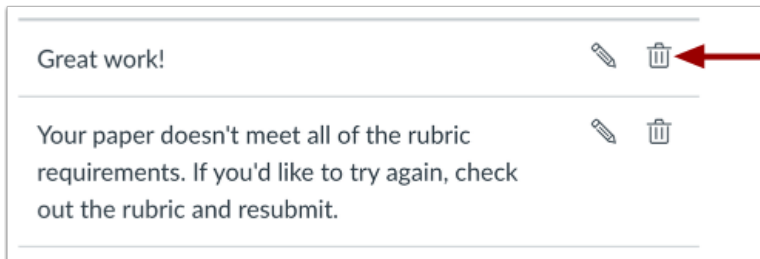 Great work!
Your paper doesn't meet all of the rubric
requirements. If you'd like to try again, check
out the rubric and resubmit.